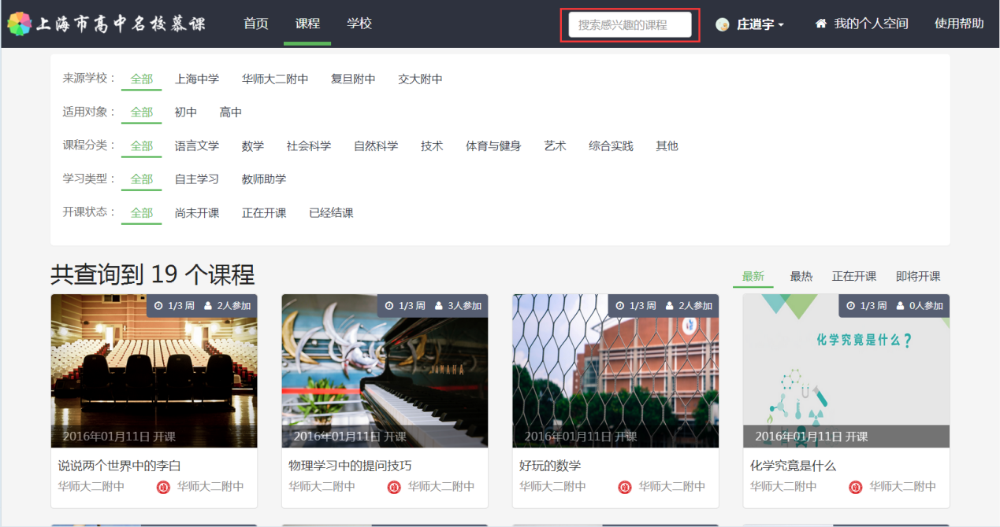 上海市高中名校慕课 首页 课程 学校 搜索感兴趣的课程 庄逍宇 我的个人空间 使用帮助
来源学校： 全部 上海中学 华师大二附中 复旦附中 交大附中
适用对象： 全部 初中 高中
课程分类： 全部 语言文学 数学 社会科学 自然科学 技术 体育与健身 艺术 综合实践 其他
学习类型： 全部 自主学习 教师助学
开课状态： 全部 尚未开课 正在开课 已经结课
共查询到 19 个课程 最新 最热 正在开课 即将开课
1/3 周 2人参加 1/3 周 3人参加 1/3 周 2人参加 1/3 周 0人参加
化学究竟是什么?
YAMAHA
2016年01月11日 开课 2016年01月11日 开课 2016年01月11日 开课 2016年01月11日 开课
说说两个世界中的李白 物理学习中的提问技巧 好玩的数学 化学究竟是什么
华师大二附中 华师大二附中 华师大二附中 华师大二附中 华师大二附中 华师大二附中 华师大二附中 华师大二附中